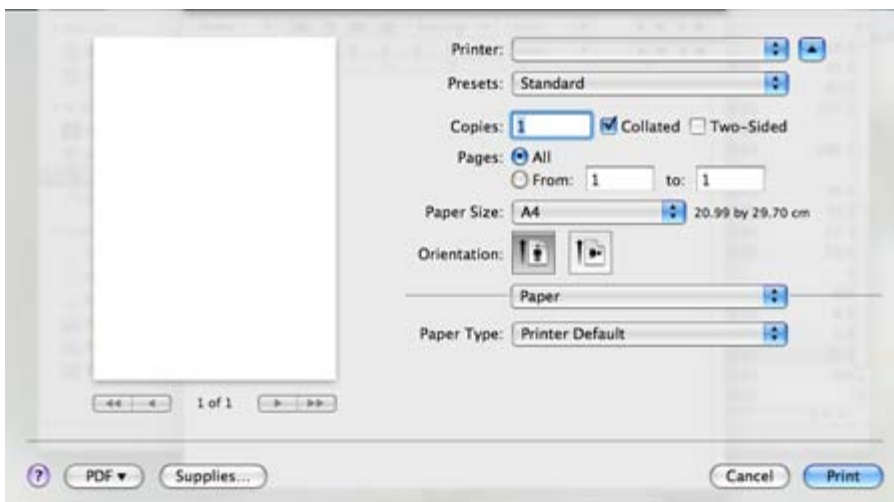 Printer:
Presets: Standard
Copies: 1 Collated Two-Sided
Pages: All
From: 1 to: 1
Paper Size: A4 20.99 by 29.70 cm
Orientation:
Paper
Paper Type: Printer Default
1 of 1
? PDF Supplies... Cancel Print